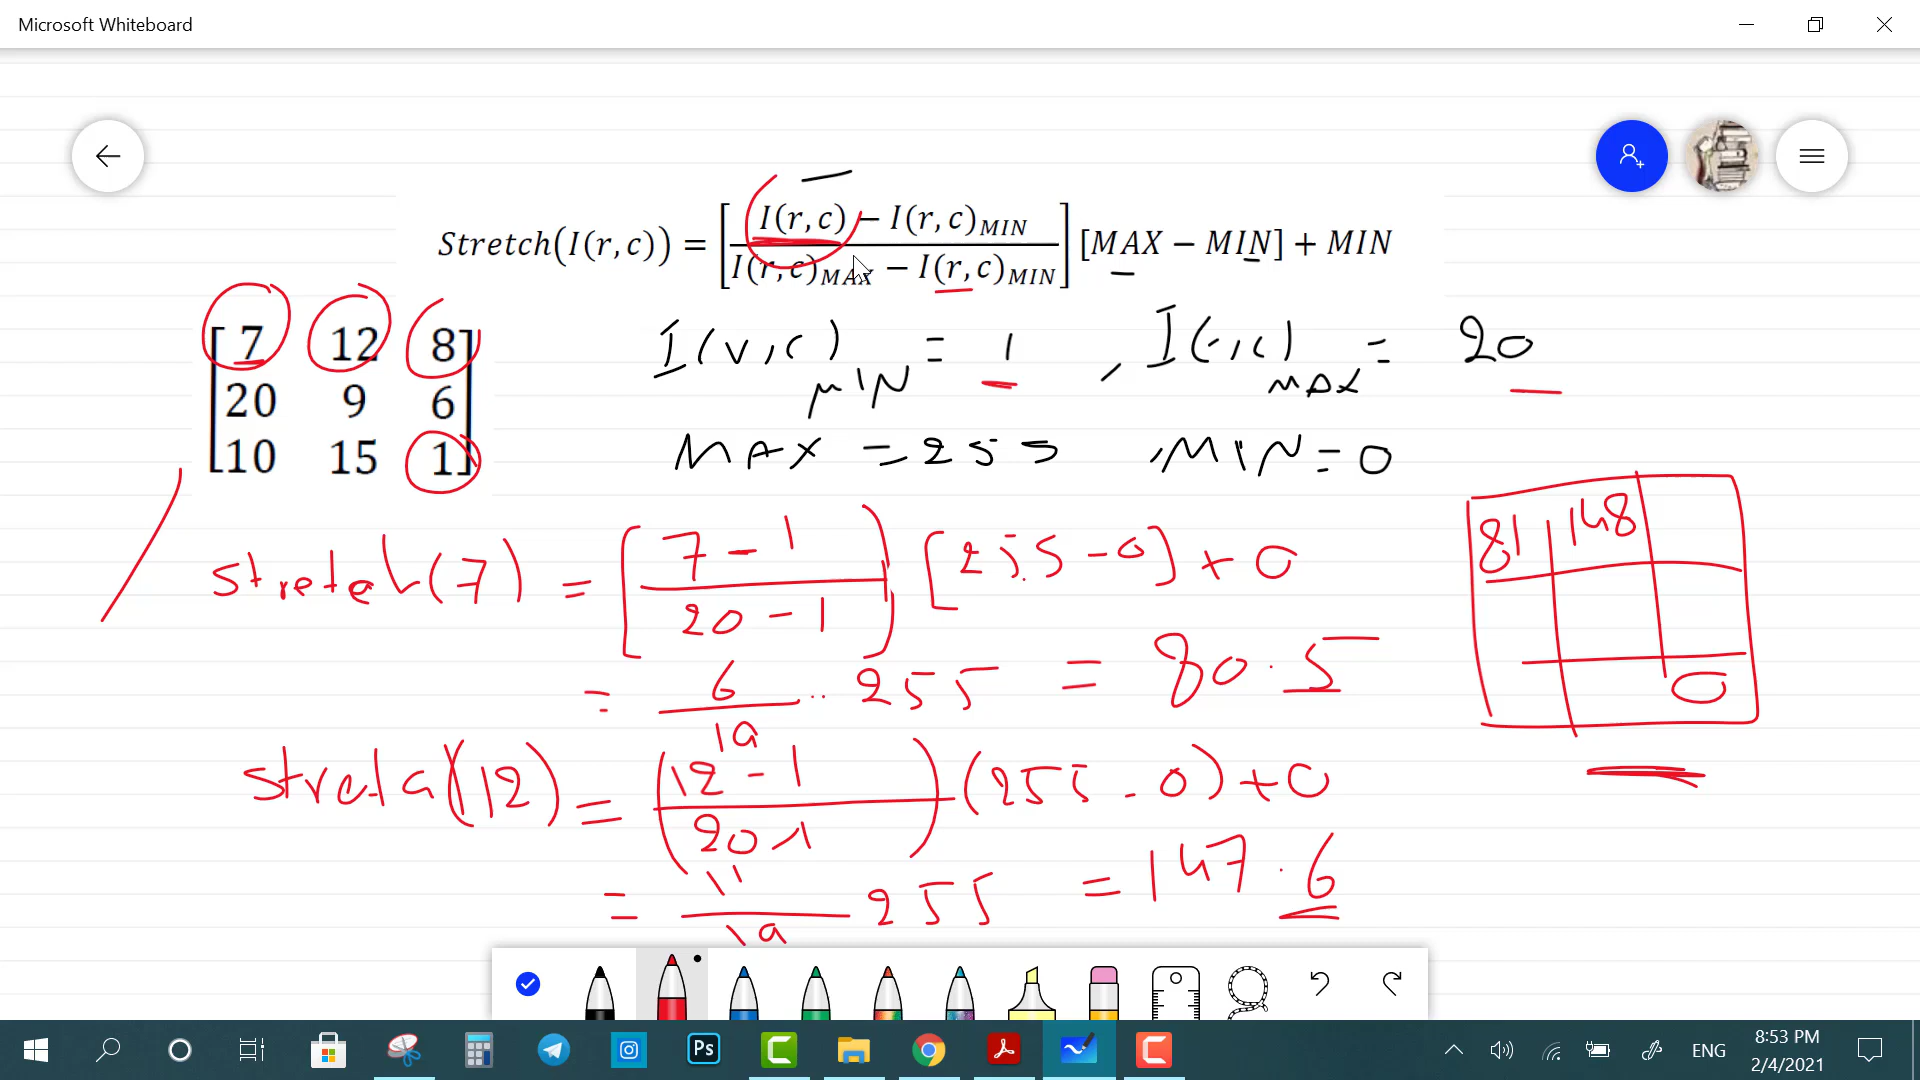 Microsoft Whiteboard
Stretch(I(r,c)) = [ I(r,c) − I(r,c)MIN / I(r,c)MAX − I(r,c)MIN ] [MAX − MIN] + MIN
7 12 8
20 9 6
10 15 1
I(r,c) MIN = 1 , I(r,c) MAX = 20
MAX = 255 , MIN = 0
81 148
0
stretch(7) = [ 7 - 1 / 20 - 1 ] [255 - 0] + 0
= 6 / 19 .. 255 = 80.5
(12) = ( 12 - 1 / 20 - 1 ) (255 - 0) + 0
= 11 / 19 255 = 147.6
Ps
ENG
8:53 PM
2/4/2021